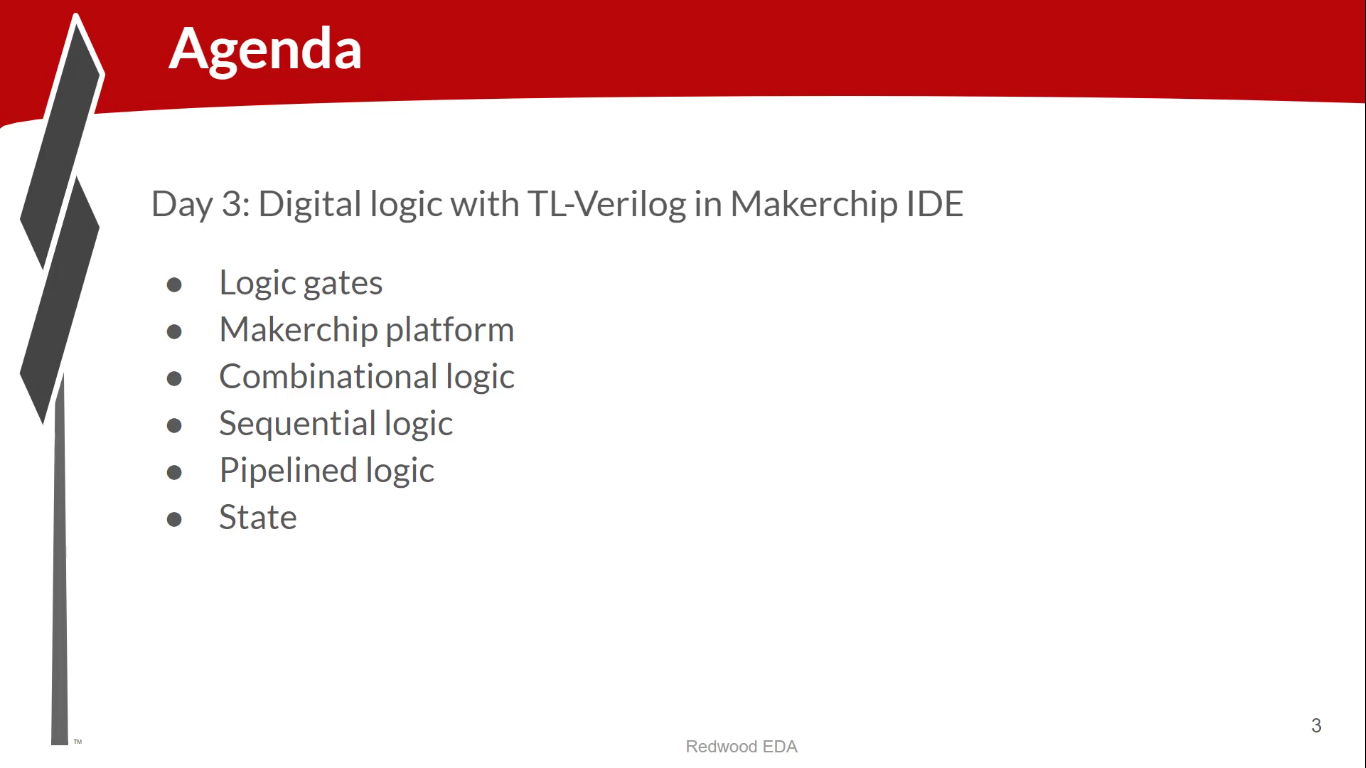 Agenda
Day 3: Digital logic with TL-Verilog in Makerchip IDE
● Logic gates
● Makerchip platform
● Combinational logic
● Sequential logic
● Pipelined logic
● State
3
™
Redwood EDA